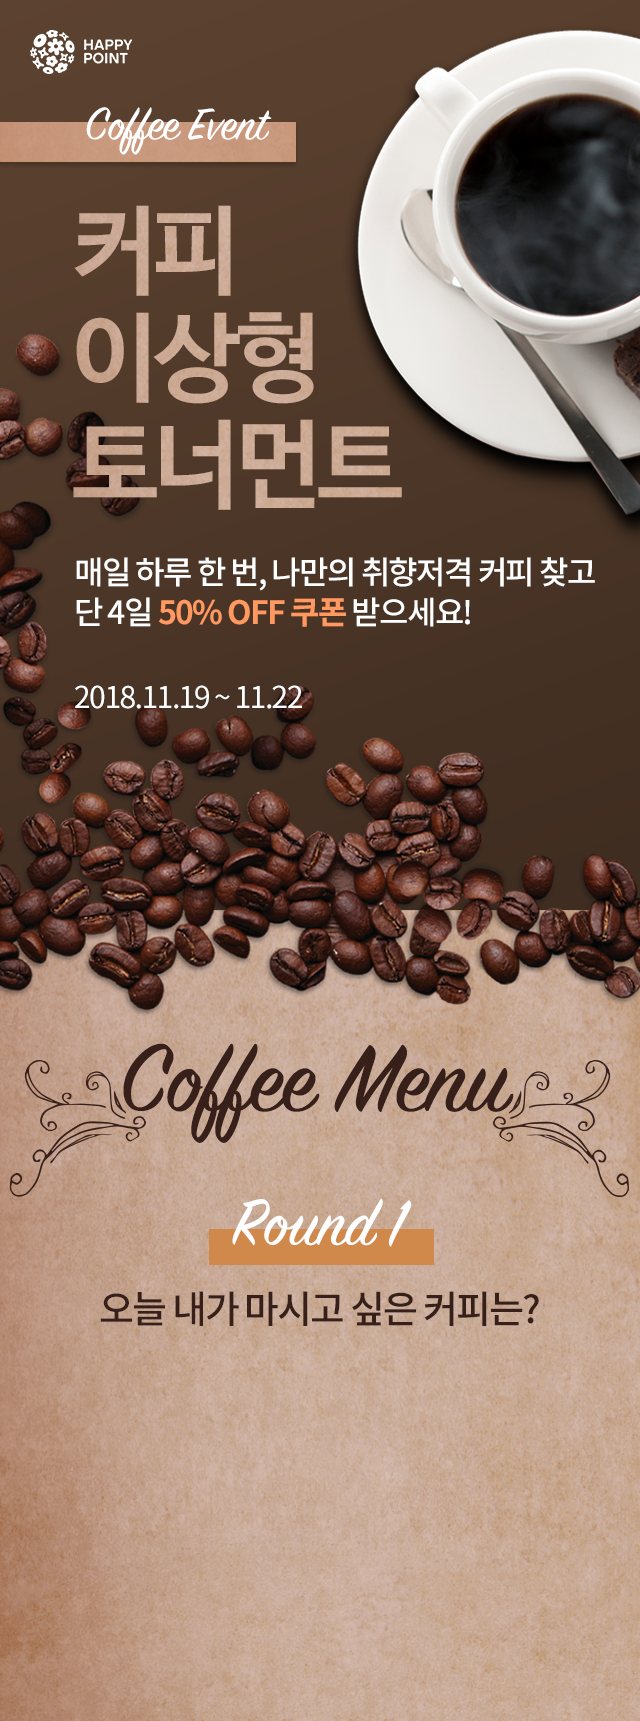 HAPPY
POINT
Coffee Event
커피
이상형
토너먼트
매일 하루 한 번, 나만의 취향저격 커피 찾고
단 4일 50% OFF 쿠폰 받으세요!
2018.11.19 ~ 11.22
Coffee Menu
Round 1
오늘 내가 마시고 싶은 커피는?